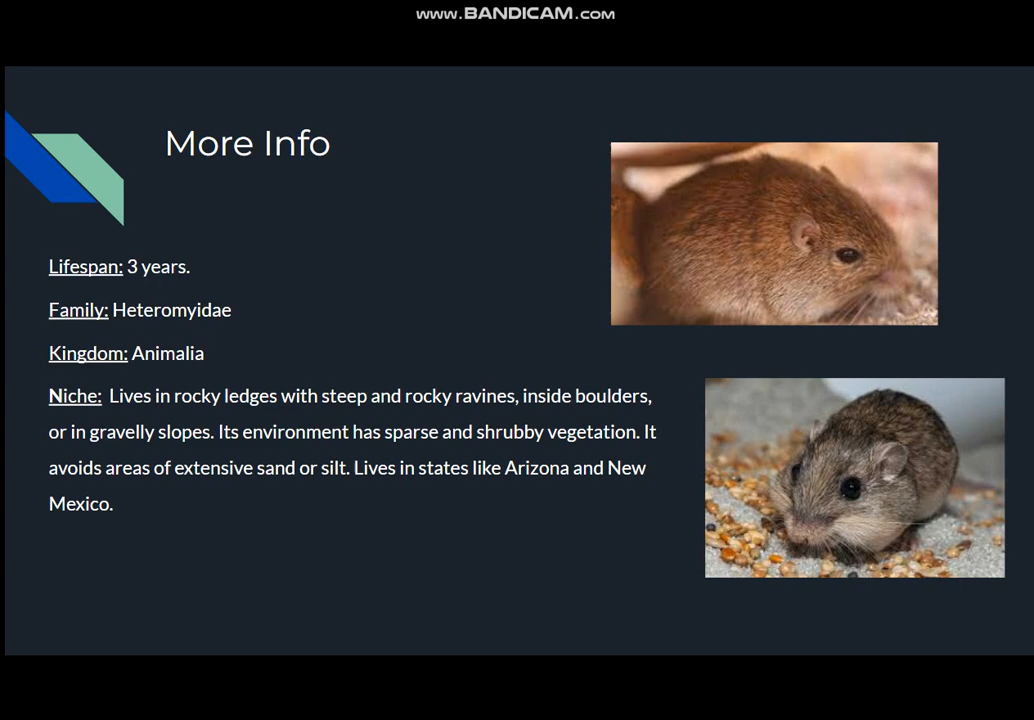 www.BANDICAM.com
More Info
Lifespan: 3 years.
Family: Heteromyidae
Kingdom: Animalia
Niche: Lives in rocky ledges with steep and rocky ravines, inside boulders,
or in gravelly slopes. Its environment has sparse and shrubby vegetation. It
avoids areas of extensive sand or silt. Lives in states like Arizona and New
Mexico.